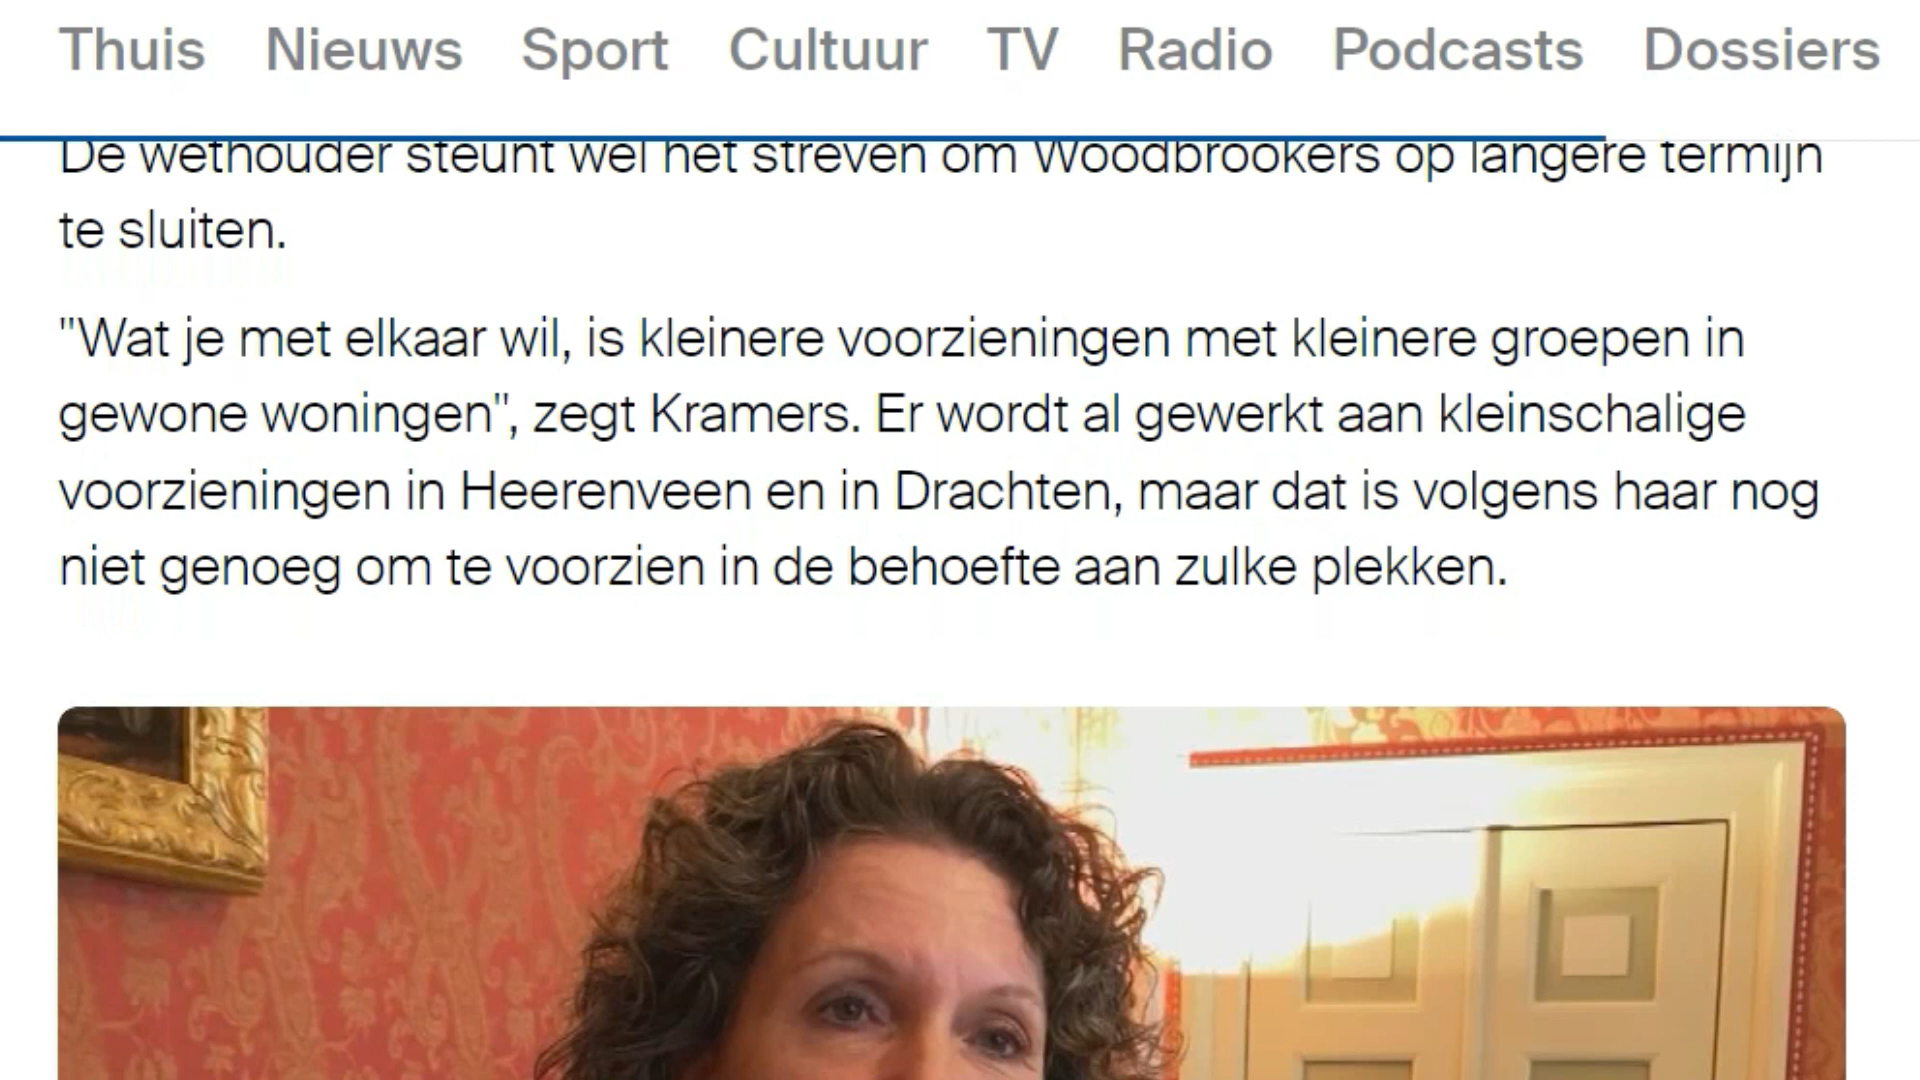 Thuis Nieuws Sport Cultuur TV Radio Podcasts Dossiers
De wethouder steunt wel het streven om Woodbrookers op langere termijn
te sluiten.
"Wat je met elkaar wil, is kleinere voorzieningen met kleinere groepen in
gewone woningen", zegt Kramers. Er wordt al gewerkt aan kleinschalige
voorzieningen in Heerenveen en in Drachten, maar dat is volgens haar nog
niet genoeg om te voorzien in de behoefte aan zulke plekken.